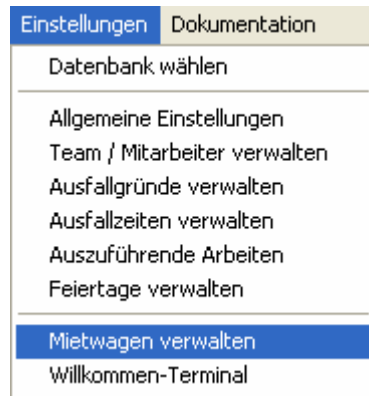 Einstellungen Dokumentation
Datenbank wählen
Allgemeine Einstellungen
Team / Mitarbeiter verwalten
Ausfallgründe verwalten
Ausfallzeiten verwalten
Auszuführende Arbeiten
Feiertage verwalten
Mietwagen verwalten
Willkommen-Terminal